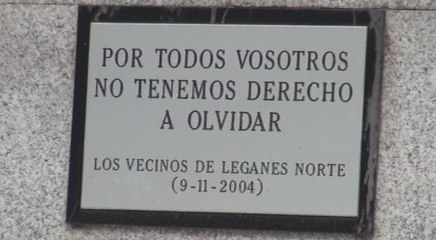 POR TODOS VOSOTROS
NO TENEMOS DERECHO
A OLVIDAR
LOS VECINOS DE LEGANES NORTE
(9-11-2004)